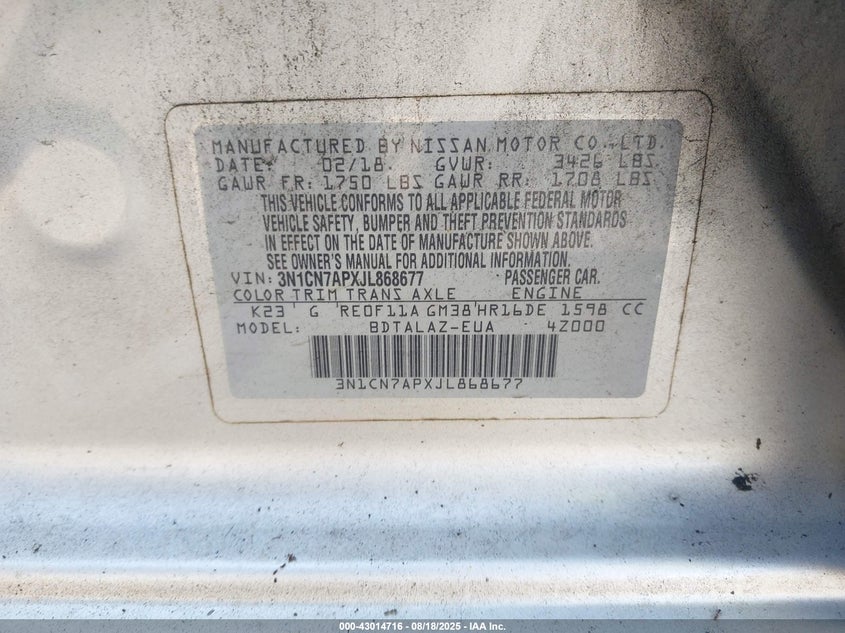 MANUFACTURED BY NISSAN MOTOR CO.,LTD.
DATE: 02/18 GVWR: 3426 LBS
GAWR FR: 1750 LBS GAWR RR: 1708 LBS
THIS VEHICLE CONFORMS TO ALL APPLICABLE FEDERAL MOTOR
VEHICLE SAFETY, BUMPER AND THEFT PREVENTION STANDARDS
IN EFFECT ON THE DATE OF MANUFACTURE SHOWN ABOVE.
SEE OWNER'S MANUAL FOR ADDITIONAL INFORMATION.
VIN: 3N1CN7APXJL868677 PASSENGER CAR.
COLOR TRIM TRANS AXLE ENGINE
K23 G RE0F11A GM38 HR16DE 1598 CC
MODEL: BDTALAZ-EUA 4Z000
3N1CN7APXJL868677
000-43014716 — 08/18/2025 — IAA Inc.